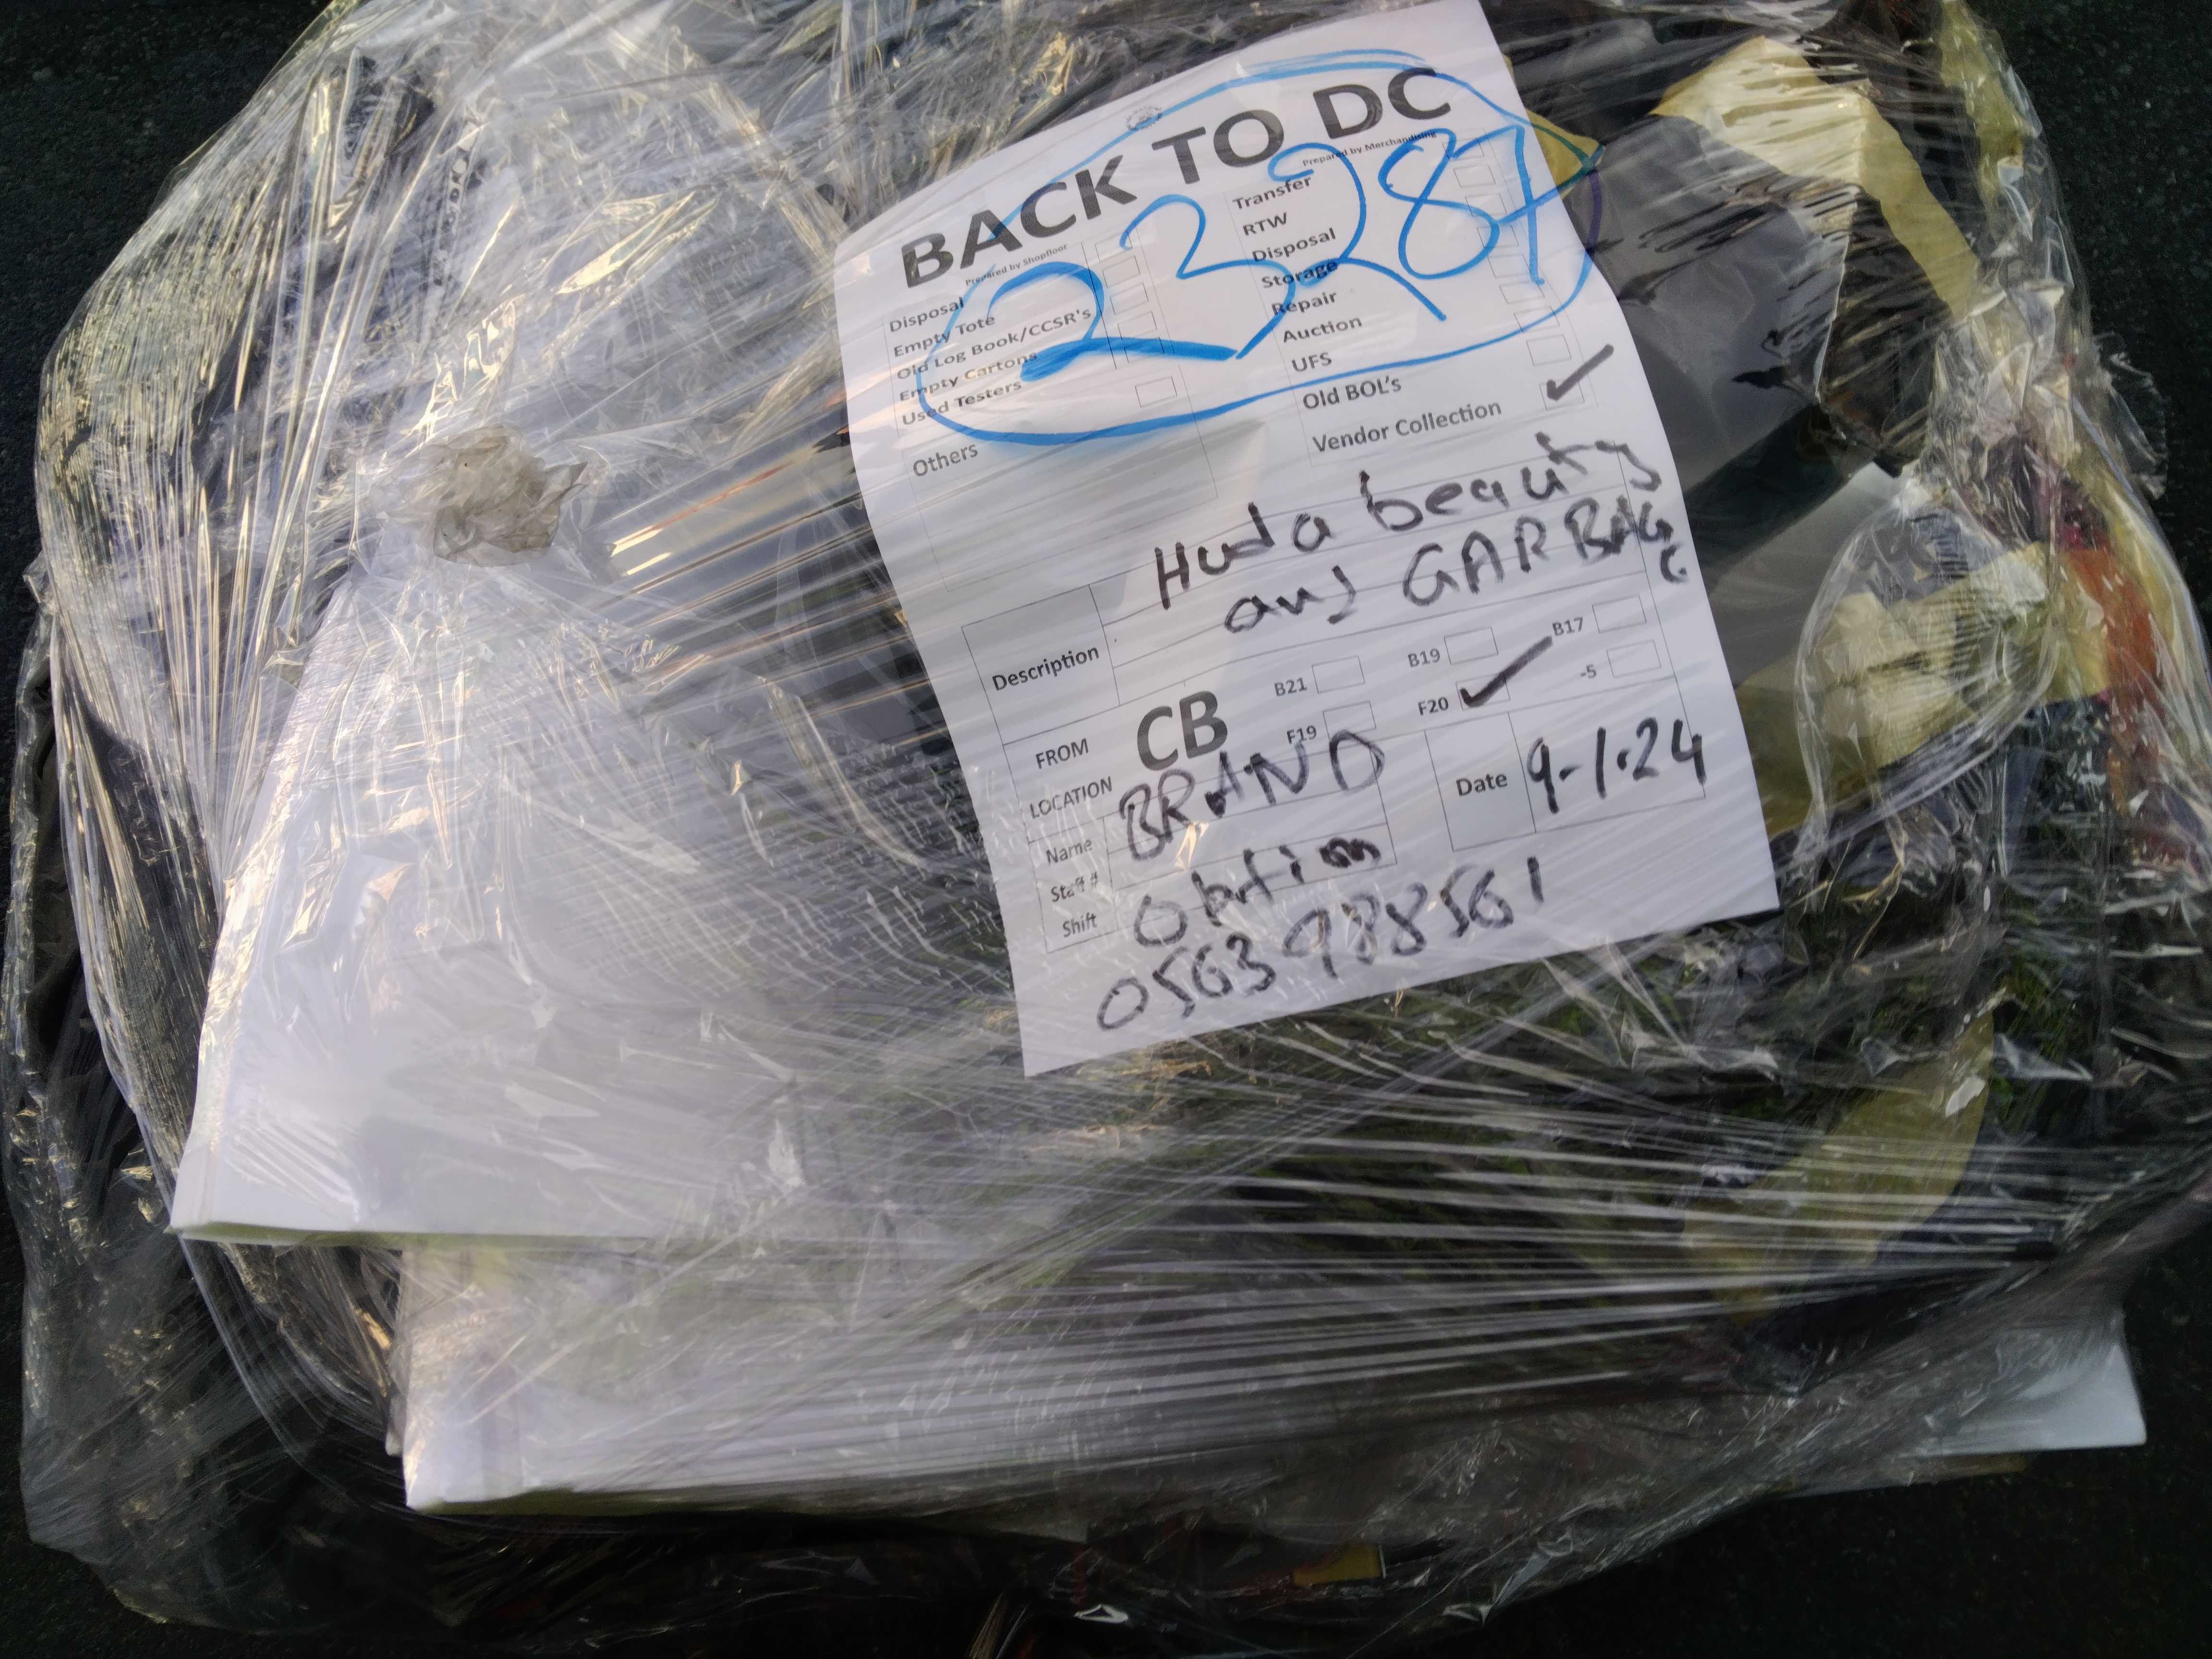 BACK TO DC
Prepared by Shopfloor
Prepared by Merchandising
Disposal
Empty Tote
Old Log Book/CCSR's
Empty Cartons
Used Testers
Others
Transfer
RTW
Disposal
Storage
Repair
Auction
UFS
Old BOL's
Vendor Collection
Description
Huda beauty
and GARBAGE
FROM CB B21 B19 B17
F19 F20 -5
LOCATION BRAND
Name
Staff #
Shift
Date 9-1-24
0563988561